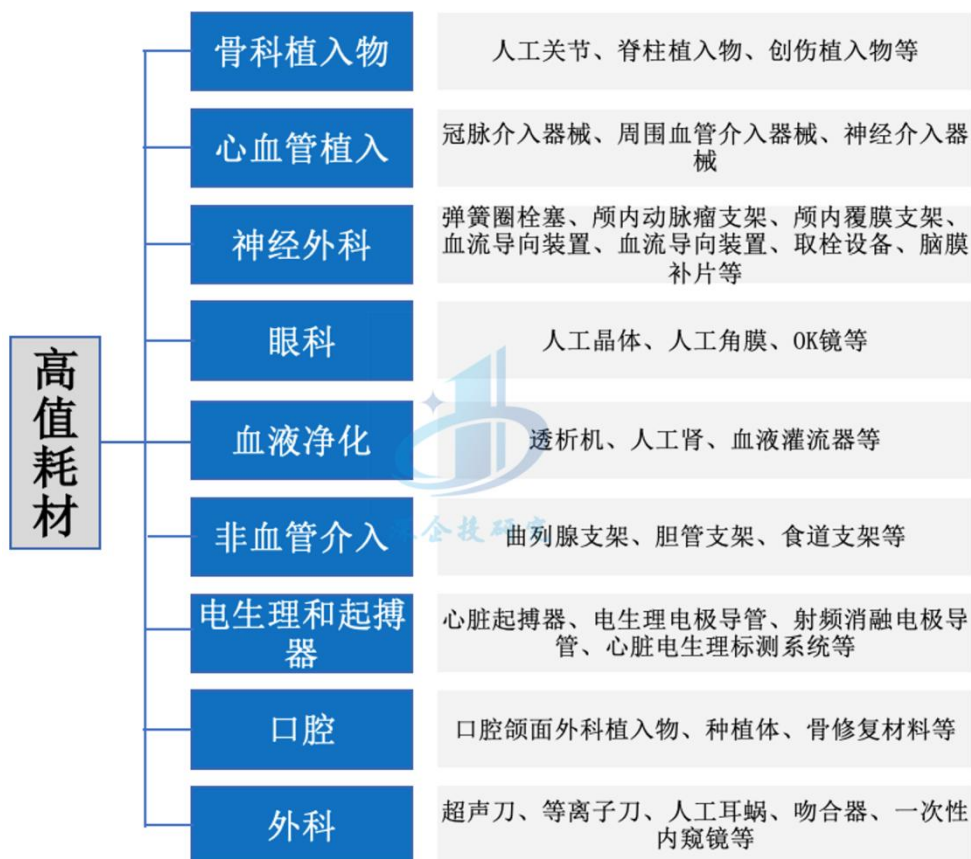 高值耗材
骨科植入物
人工关节、脊柱植入物、创伤植入物等
心血管植入
冠脉介入器械、周围血管介入器械、神经介入器
械
神经外科
弹簧圈栓塞、颅内动脉瘤支架、颅内覆膜支架、
血流导向装置、血流导向装置、取栓设备、脑膜
补片等
眼科
人工晶体、人工角膜、OK镜等
血液净化
透析机、人工肾、血液灌流器等
非血管介入
曲列腺支架、胆管支架、食道支架等
电生理和起搏
器
心脏起搏器、电生理电极导管、射频消融电极导
管、心脏电生理标测系统等
口腔
口腔颌面外科植入物、种植体、骨修复材料等
外科
超声刀、等离子刀、人工耳蜗、吻合器、一次性
内窥镜等